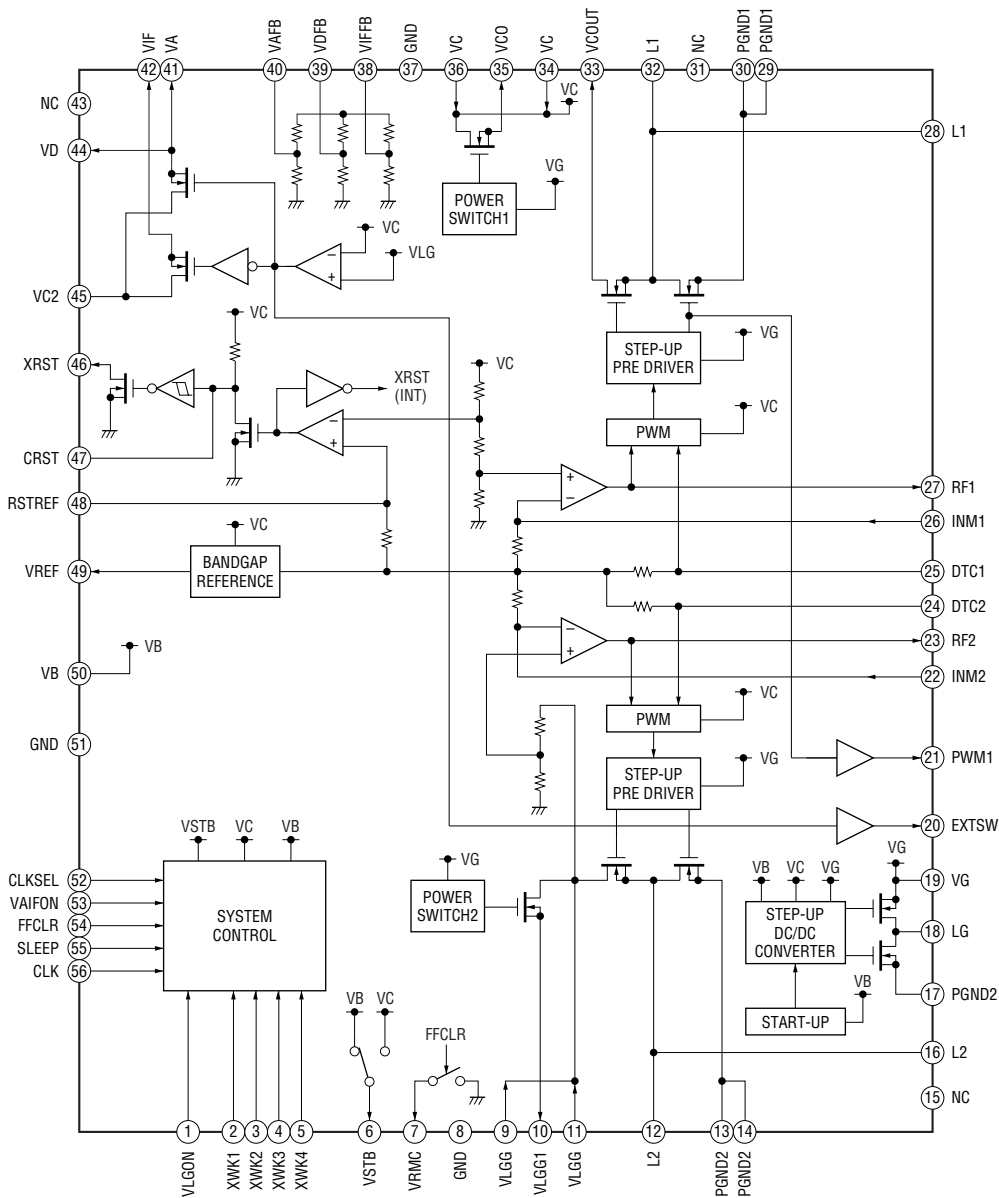 VIF
VA
VAFB
VDFB
VIFFB
GND
VC
VCO
VC
VCOUT
L1
NC
PGND1
PGND1
42 41 40 39 38 37 36 35 34 33 32 31 30 29
NC 43
VD 44
VC2 45
XRST 46
CRST 47
RSTREF 48
VREF 49
VB 50
GND 51
CLKSEL 52
VAIFON 53
FFCLR 54
SLEEP 55
CLK 56
VC
VG
POWER
SWITCH1
VC
VLG
VC
XRST
(INT)
VC
BANDGAP
REFERENCE
VC
VB
VG
STEP-UP
PRE DRIVER
VC
PWM
VC
PWM
VG
STEP-UP
PRE DRIVER
VSTB
VC
VB
SYSTEM
CONTROL
VG
POWER
SWITCH2
VB
VC
VG
VG
STEP-UP
DC/DC
CONVERTER
VB
START-UP
VB
VC
FFCLR
28 L1
27 RF1
26 INM1
25 DTC1
24 DTC2
23 RF2
22 INM2
21 PWM1
20 EXTSW
19 VG
18 LG
17 PGND2
16 L2
15 NC
1 2 3 4 5 6 7 8 9 10 11 12 13 14
VLGON
XWK1
XWK2
XWK3
XWK4
VSTB
VRMC
GND
VLGG
VLGG1
VLGG
L2
PGND2
PGND2
+
−
+
−
+
−
−
+